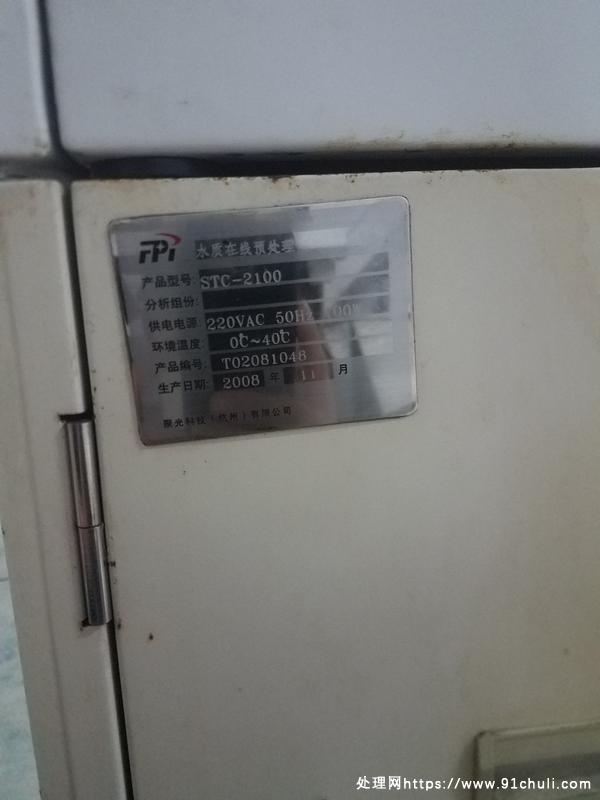 FPI 水质在线预处理
产品型号: STC-2100
分析组份:
供电电源: 220VAC 50Hz 00W
环境温度: 0℃~40℃
产品编号: T02081048
生产日期: 2008 年 11 月
聚光科技（杭州）有限公司
处理网https://www.91chuli.com